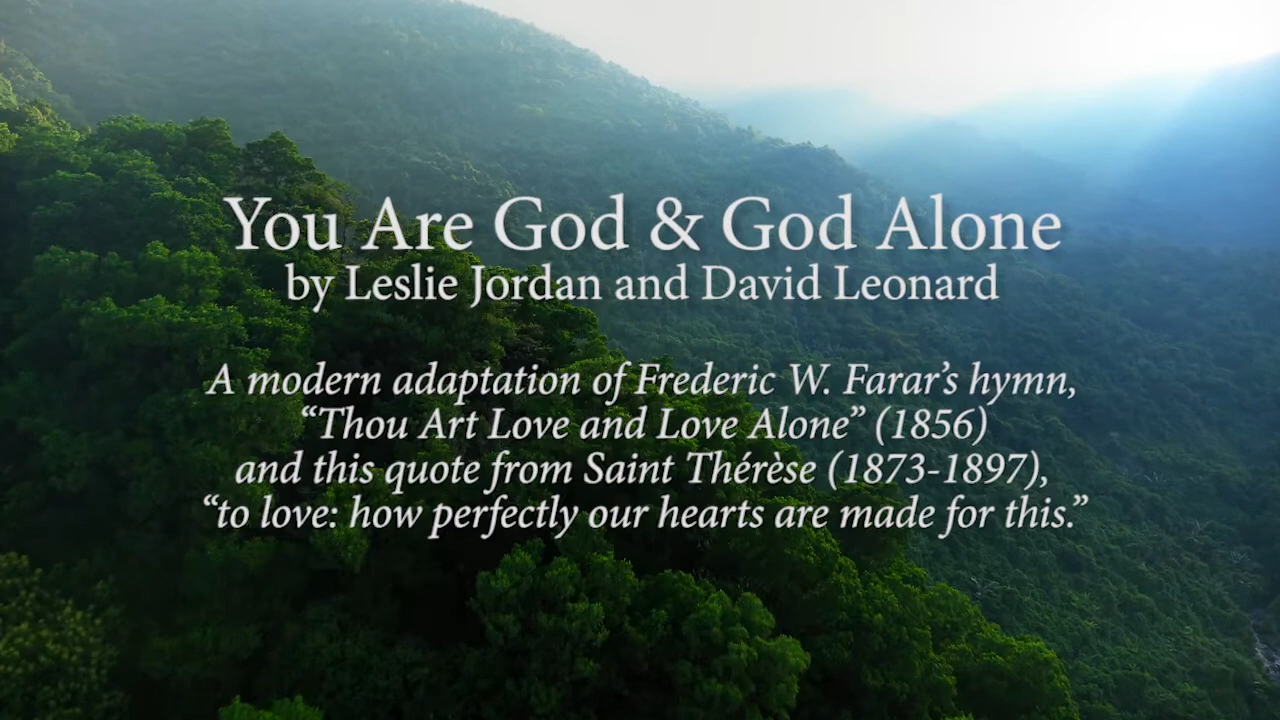 You Are God & God Alone
by Leslie Jordan and David Leonard
A modern adaptation of Frederic W. Farar’s hymn,
“Thou Art Love and Love Alone” (1856)
and this quote from Saint Thérèse (1873-1897),
“to love: how perfectly our hearts are made for this.”